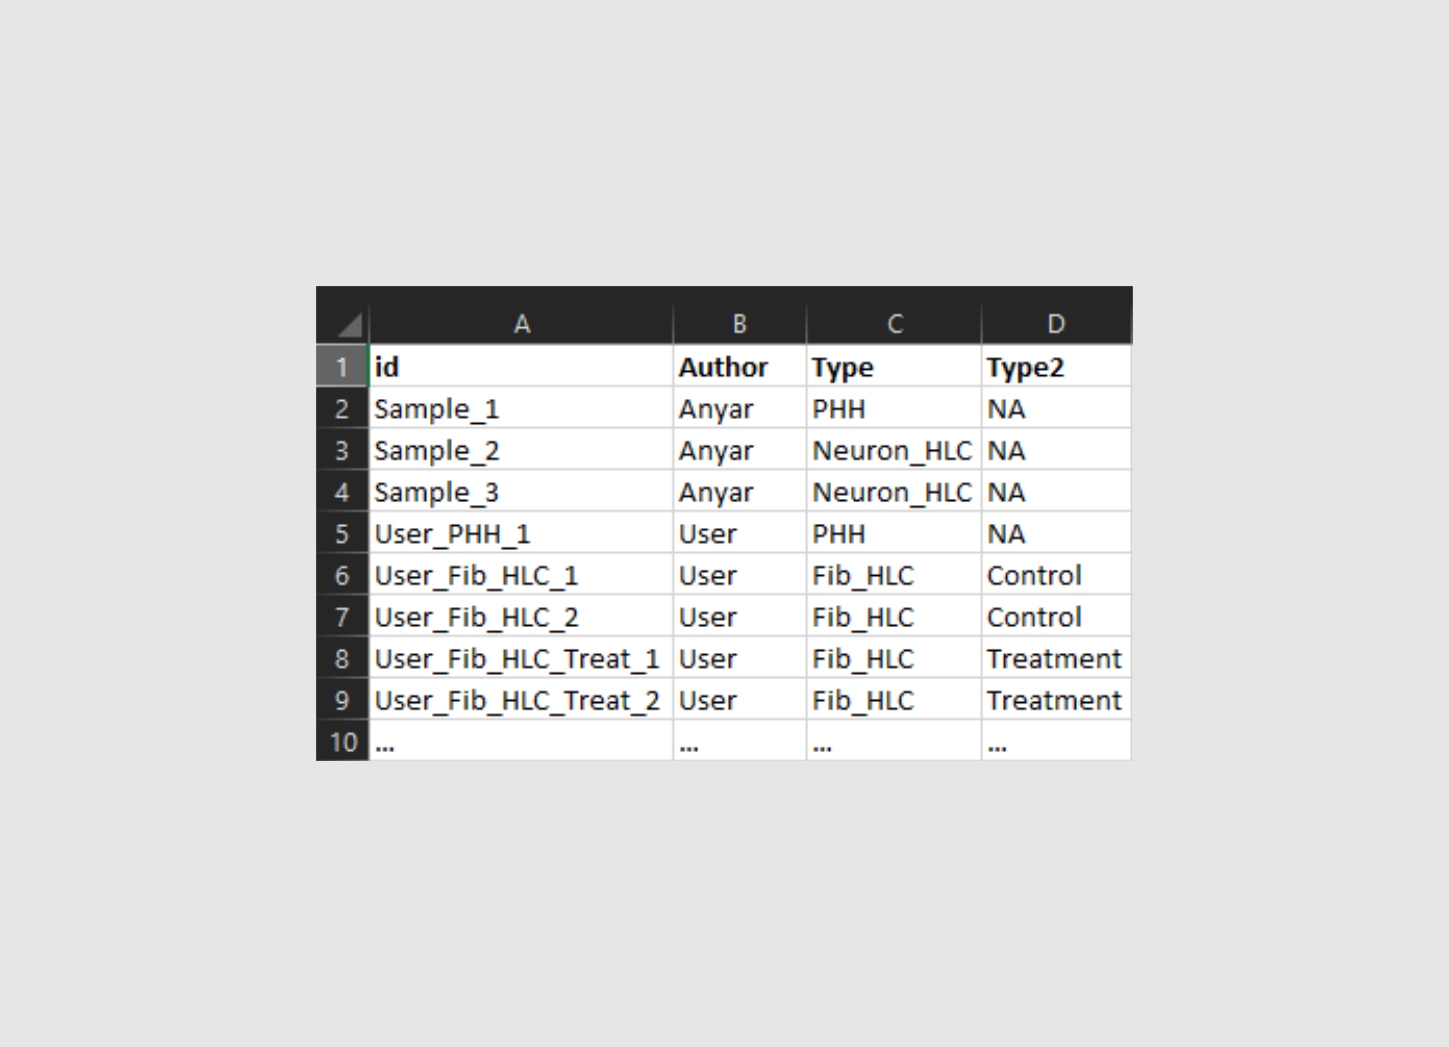 A B C D
1 id Author Type Type2
2 Sample_1 Anyar PHH NA
3 Sample_2 Anyar Neuron_HLC NA
4 Sample_3 Anyar Neuron_HLC NA
5 User_PHH_1 User PHH NA
6 User_Fib_HLC_1 User Fib_HLC Control
7 User_Fib_HLC_2 User Fib_HLC Control
8 User_Fib_HLC_Treat_1 User Fib_HLC Treatment
9 User_Fib_HLC_Treat_2 User Fib_HLC Treatment
10 ... ... ... ...